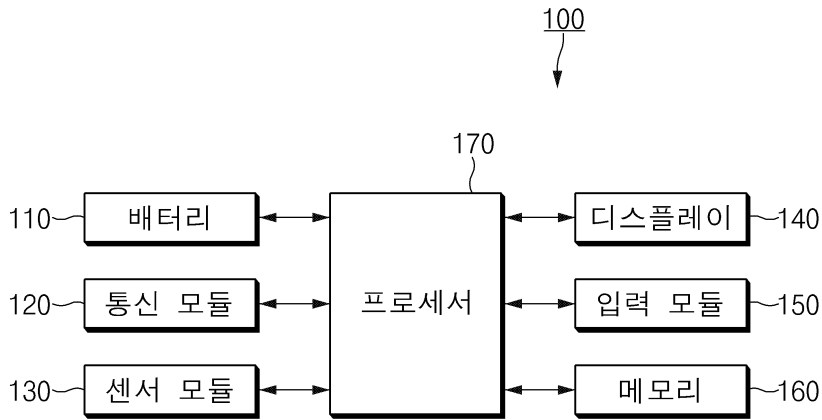 100
170
110 배터리
디스플레이 140
120 통신 모듈
프로세서
입력 모듈 150
130 센서 모듈
메모리 160